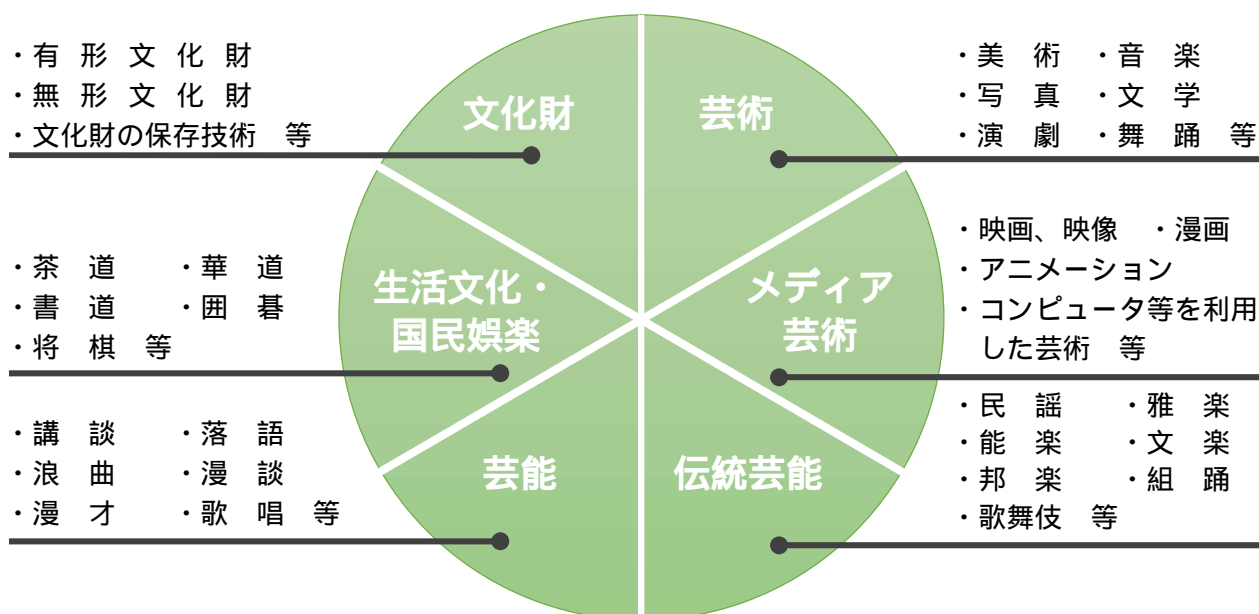 ・有形文化財
・無形文化財
・文化財の保存技術　等
文化財
芸術
・美術　・音楽
・写真　・文学
・演劇　・舞踊　等
・茶道　・華道
・書道　・囲碁
・将棋　等
生活文化・
国民娯楽
メディア
芸術
・映画、映像　・漫画
・アニメーション
・コンピュータ等を利用
した芸術　等
・講談　・落語
・浪曲　・漫談
・漫才　・歌唱　等
芸能
伝統芸能
・民謡　・雅楽
・能楽　・文楽
・邦楽　・組踊
・歌舞伎　等